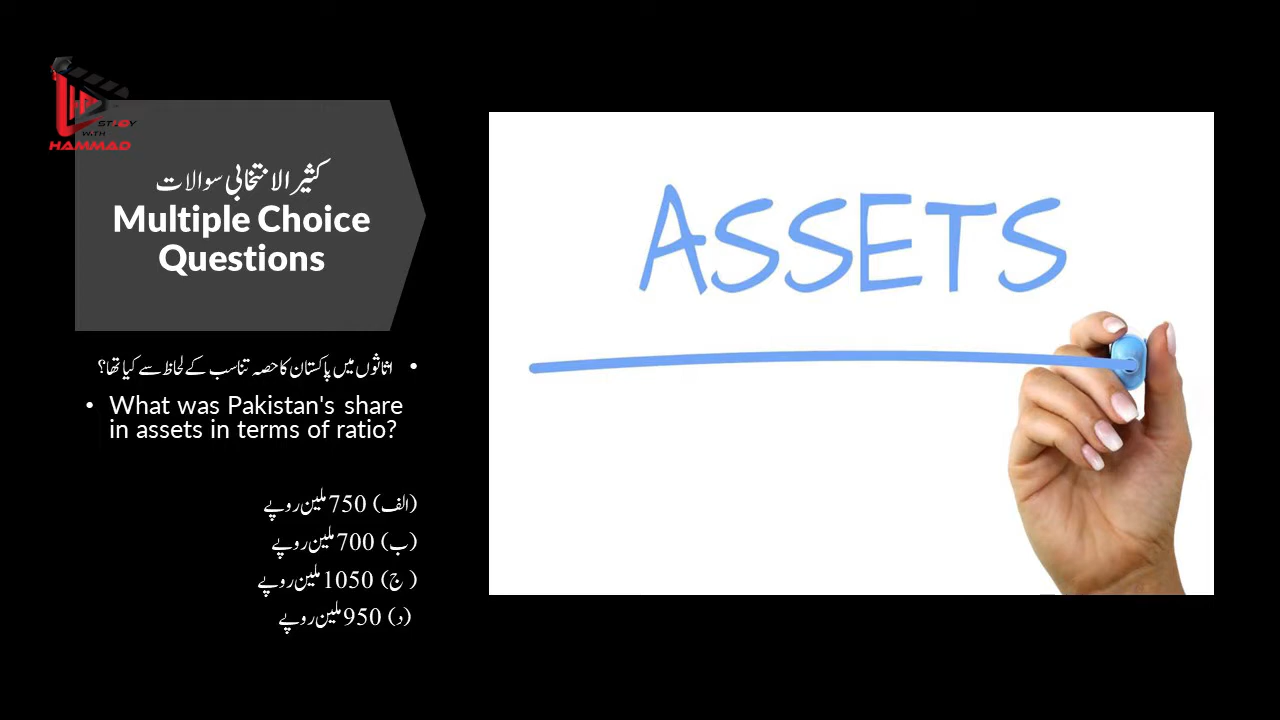 STUDY
WITH
HAMMAD
کثیر الانتخابی سوالات
Multiple Choice
Questions
• اثاثوں میں پاکستان کا حصہ تناسب کے لحاظ سے کیا تھا؟
• What was Pakistan's share
in assets in terms of ratio?
(الف) 750 ملین روپے
(ب) 700 ملین روپے
(ج) 1050 ملین روپے
(د) 950 ملین روپے
ASSETS